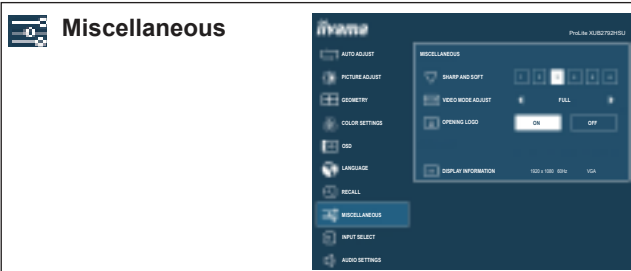 Miscellaneous
iiyama
ProLite XUB2792HSU
AUTO ADJUST
PICTURE ADJUST
GEOMETRY
COLOR SETTINGS
OSD
LANGUAGE
RECALL
MISCELLANEOUS
INPUT SELECT
AUDIO SETTINGS
MISCELLANEOUS
SHARP AND SOFT
VIDEO MODE ADJUST FULL
OPENING LOGO ON OFF
DISPLAY INFORMATION 1920 x 1080 60Hz VGA